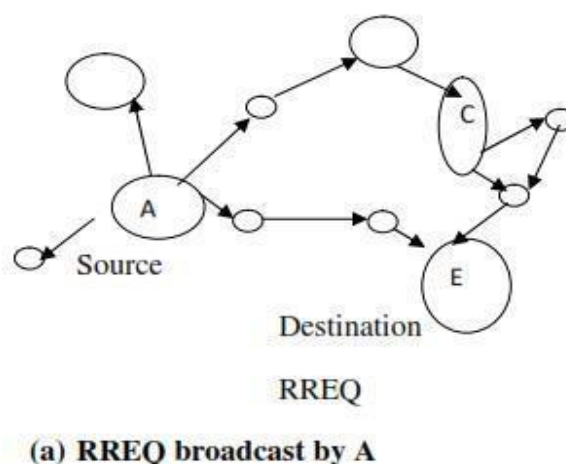 C
A
Source
E
Destination
RREQ
(a) RREQ broadcast by A